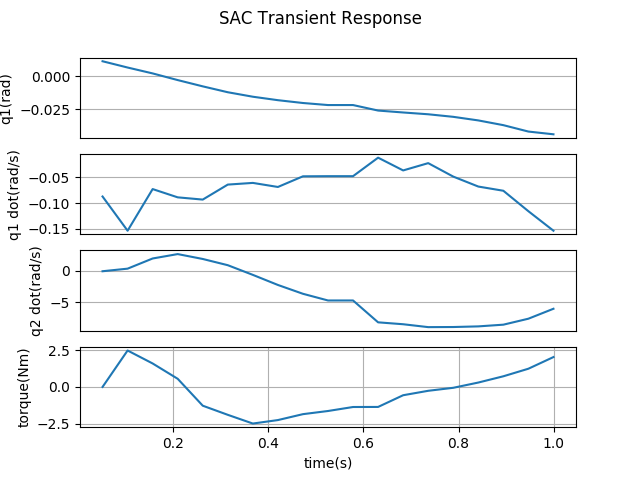 SAC Transient Response
q1(rad)
0.000
−0.025
q1 dot(rad/s)
−0.05
−0.10
−0.15
q2 dot(rad/s)
0
−5
torque(Nm)
2.5
0.0
−2.5
0.2 0.4 0.6 0.8 1.0
time(s)